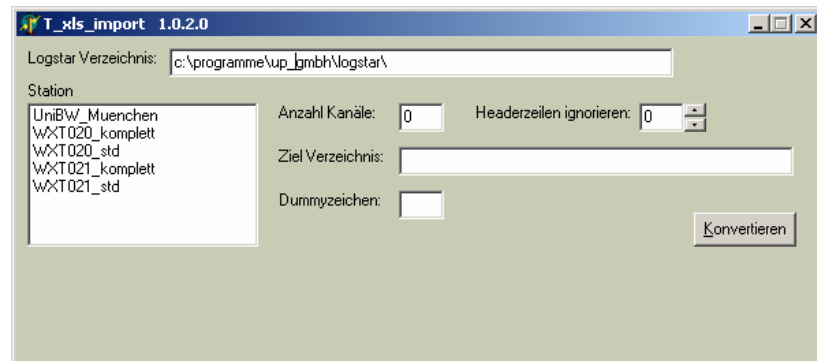 T_xls_import 1.0.2.0
Logstar Verzeichnis: c:\programme\up_gmbh\logstar\
Station
UniBW_Muenchen
WXT020_komplett
WXT020_std
WXT021_komplett
WXT021_std
Anzahl Kanäle: 0 Headerzeilen ignorieren: 0
Ziel Verzeichnis:
Dummyzeichen:
Konvertieren